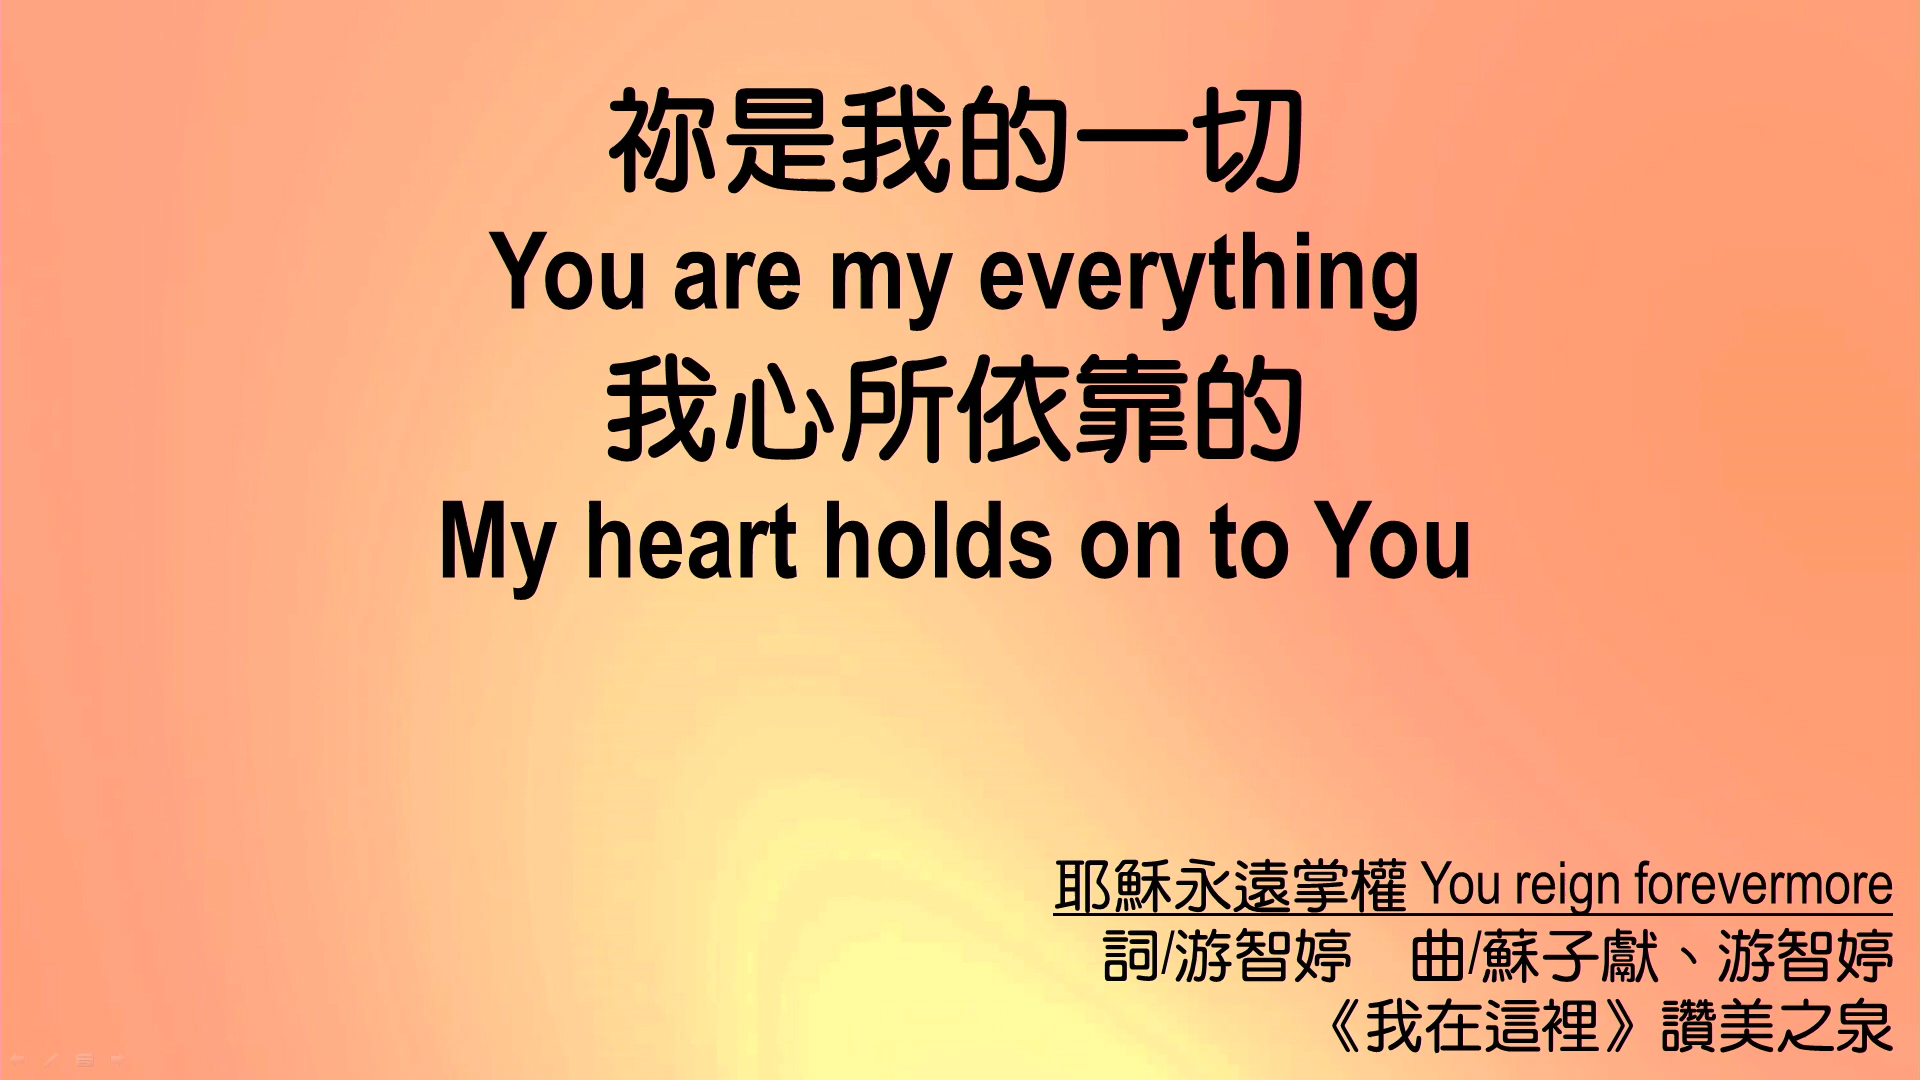 祢是我的一切
You are my everything
我心所依靠的
My heart holds on to You
耶穌永遠掌權 You reign forevermore
詞/游智婷　曲/蘇子獻、游智婷
《我在這裡》讚美之泉